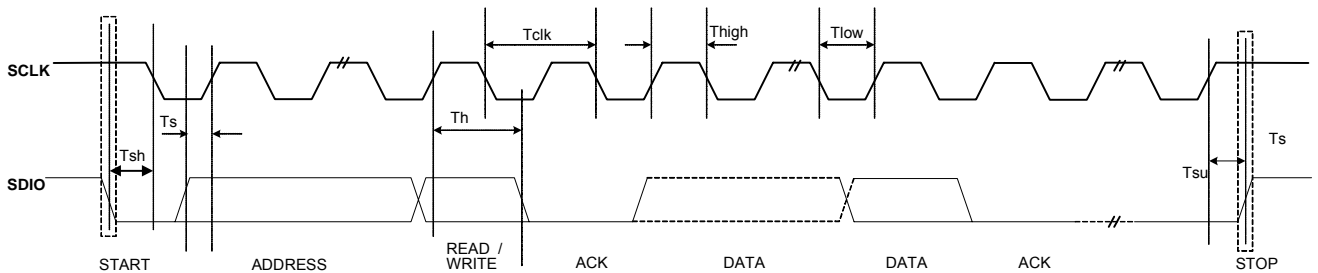 Tclk
Thigh
Tlow
SCLK
Ts
Th
Tsh
Ts
Tsu
SDIO
START
ADDRESS
READ /
WRITE
ACK
DATA
DATA
ACK
STOP